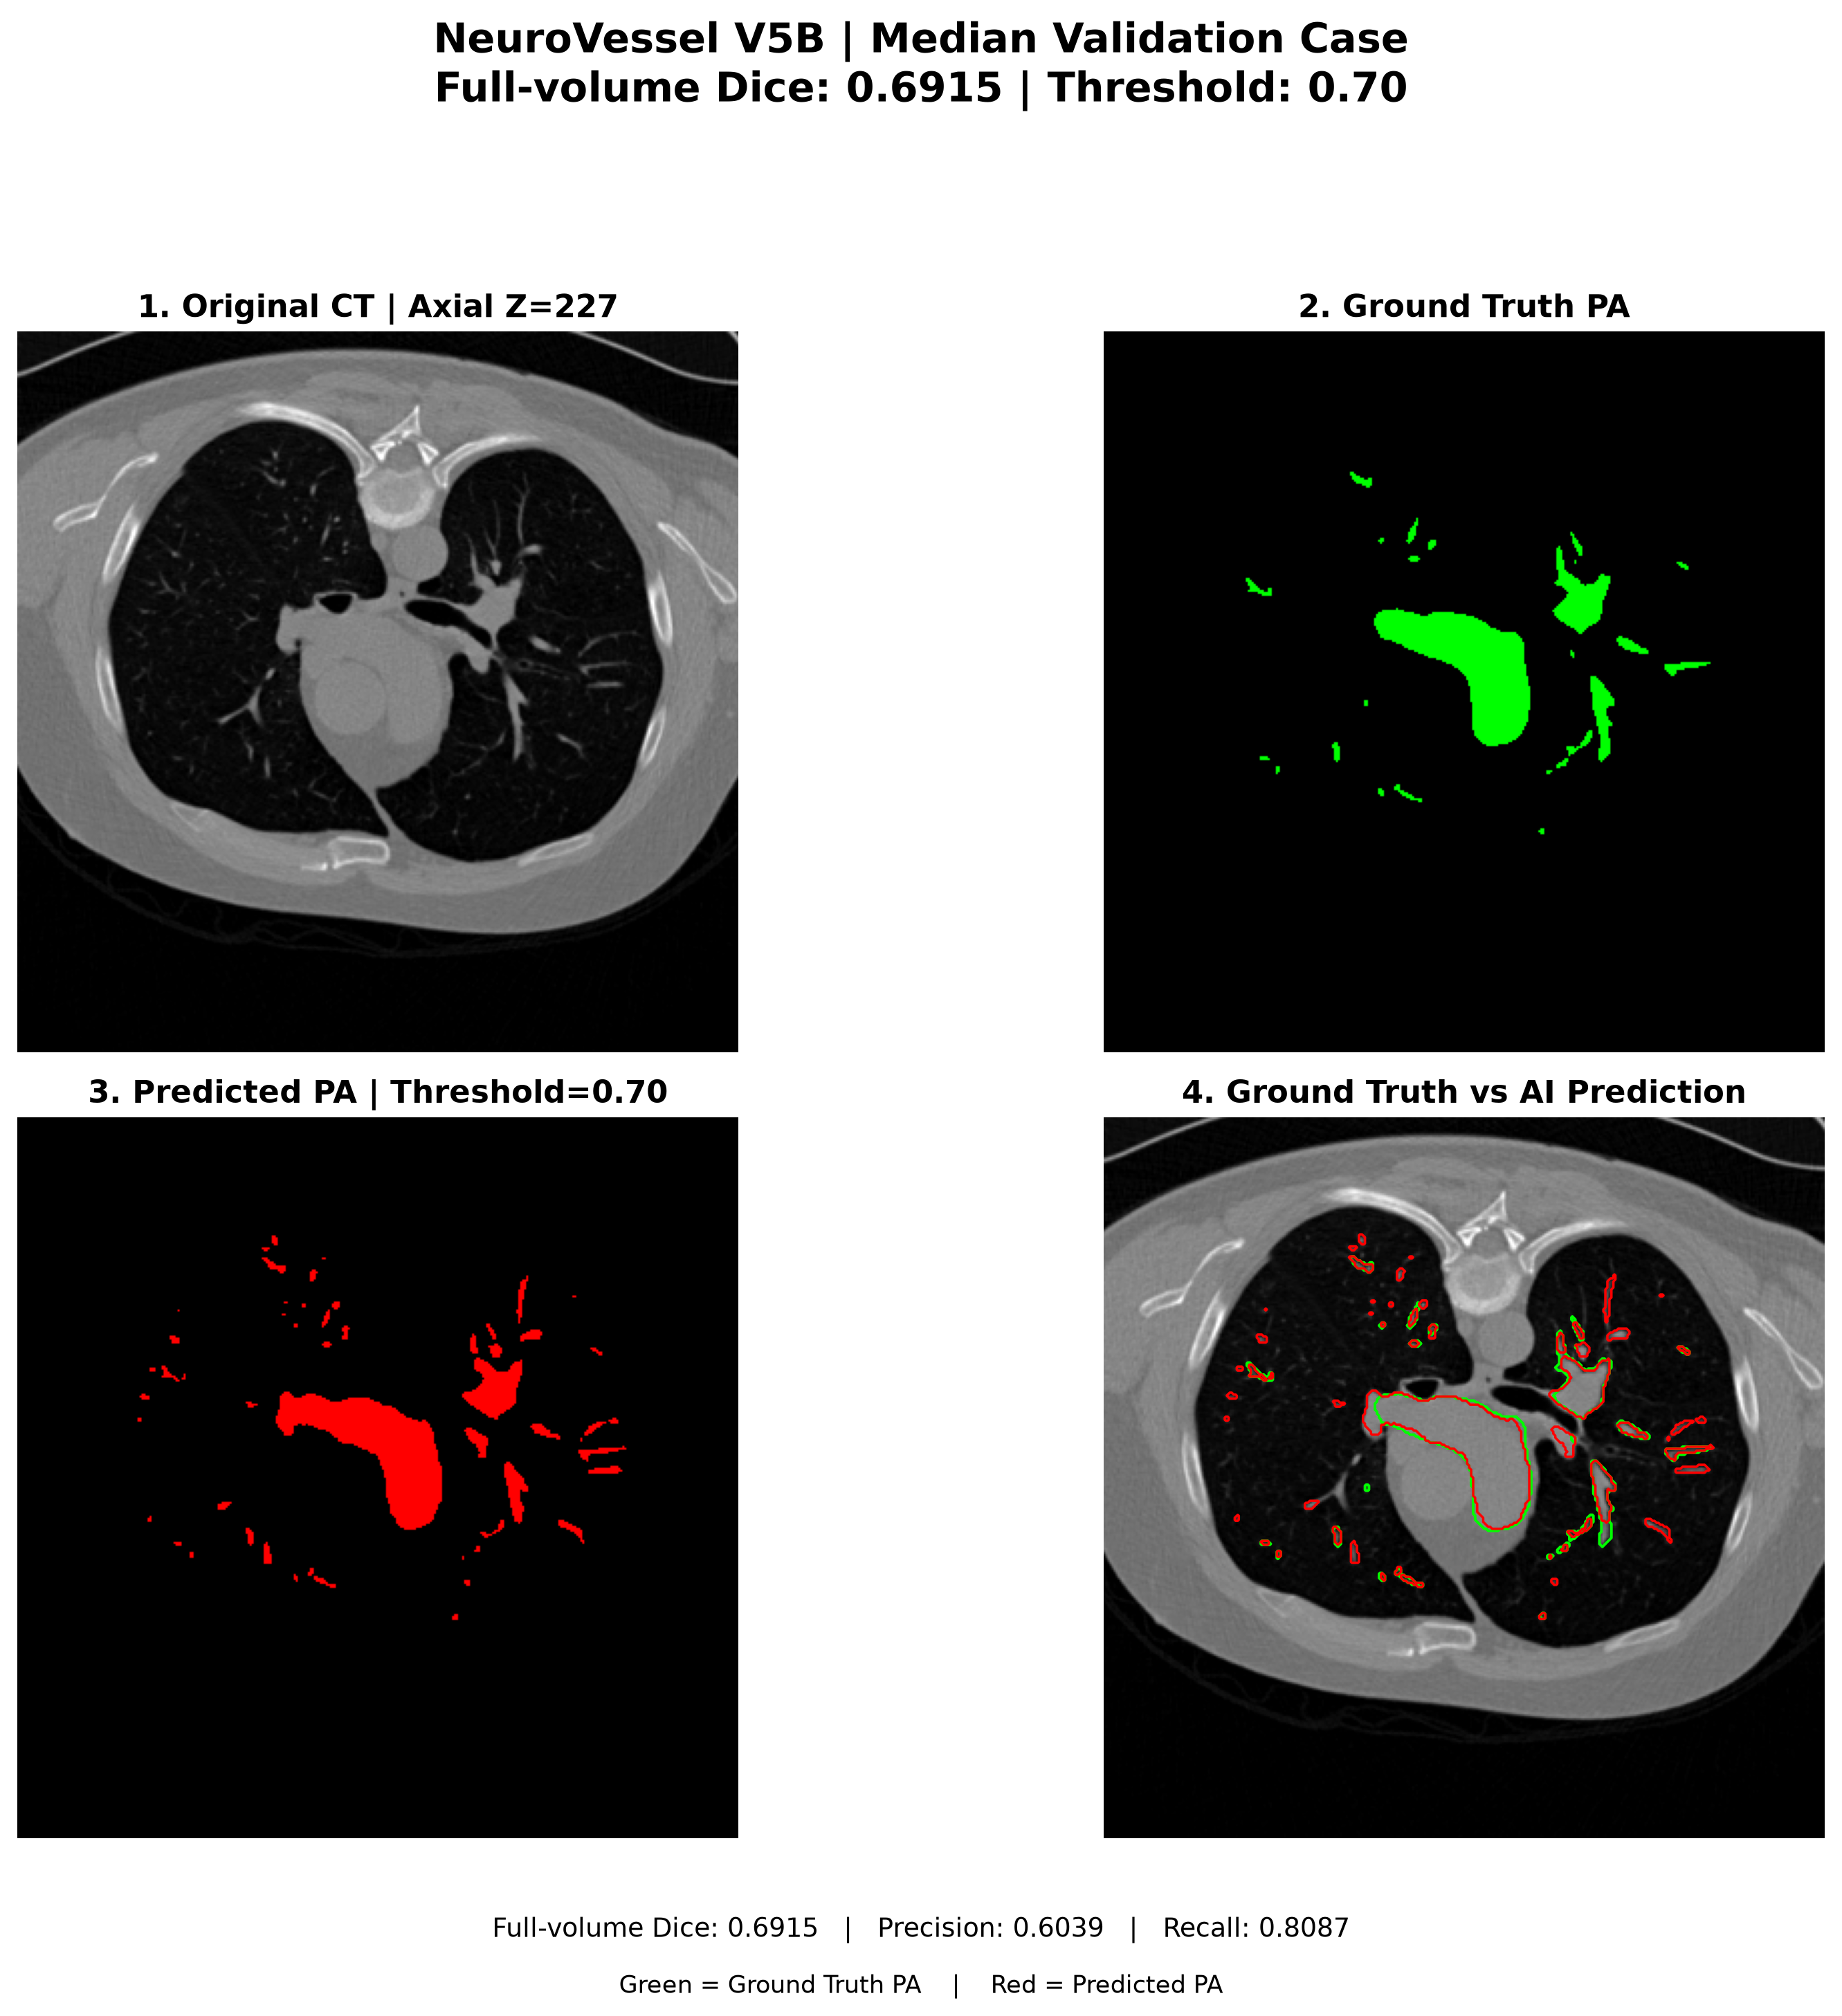 NeuroVessel V5B | Median Validation Case
Full-volume Dice: 0.6915 | Threshold: 0.70
1. Original CT | Axial Z=227
2. Ground Truth PA
3. Predicted PA | Threshold=0.70
4. Ground Truth vs AI Prediction
Full-volume Dice: 0.6915 | Precision: 0.6039 | Recall: 0.8087
Green = Ground Truth PA | Red = Predicted PA